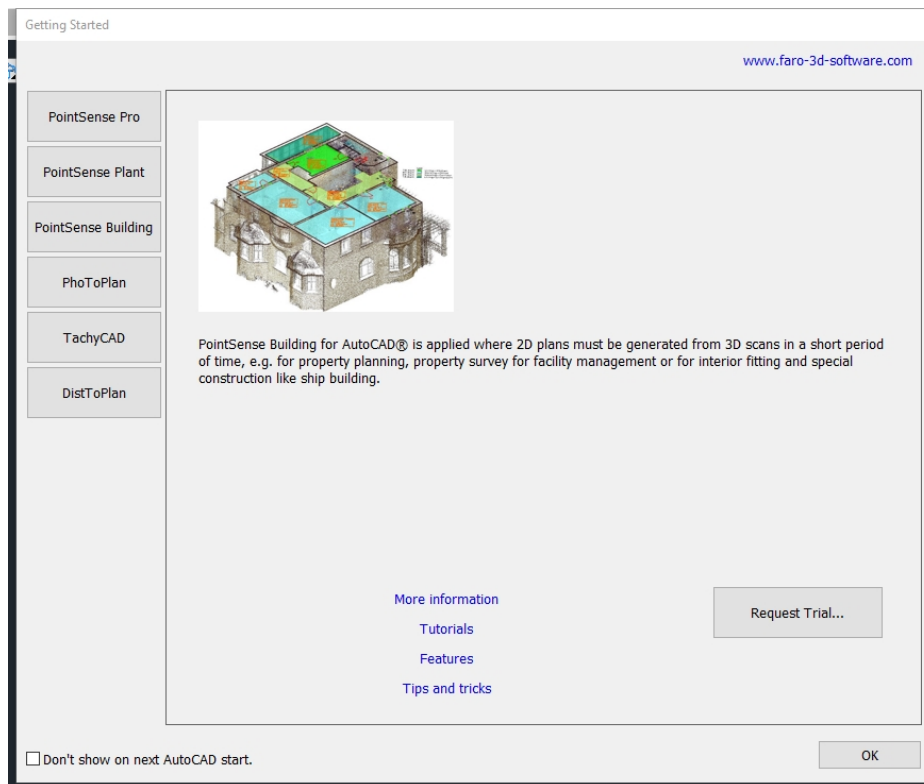 Getting Started
www.faro-3d-software.com
PointSense Pro
PointSense Plant
PointSense Building
PhoToPlan
TachyCAD
DistToPlan
PointSense Building for AutoCAD® is applied where 2D plans must be generated from 3D scans in a short period
of time, e.g. for property planning, property survey for facility management or for interior fitting and special
construction like ship building.
More information
Tutorials
Features
Tips and tricks
Request Trial...
Don't show on next AutoCAD start.
OK